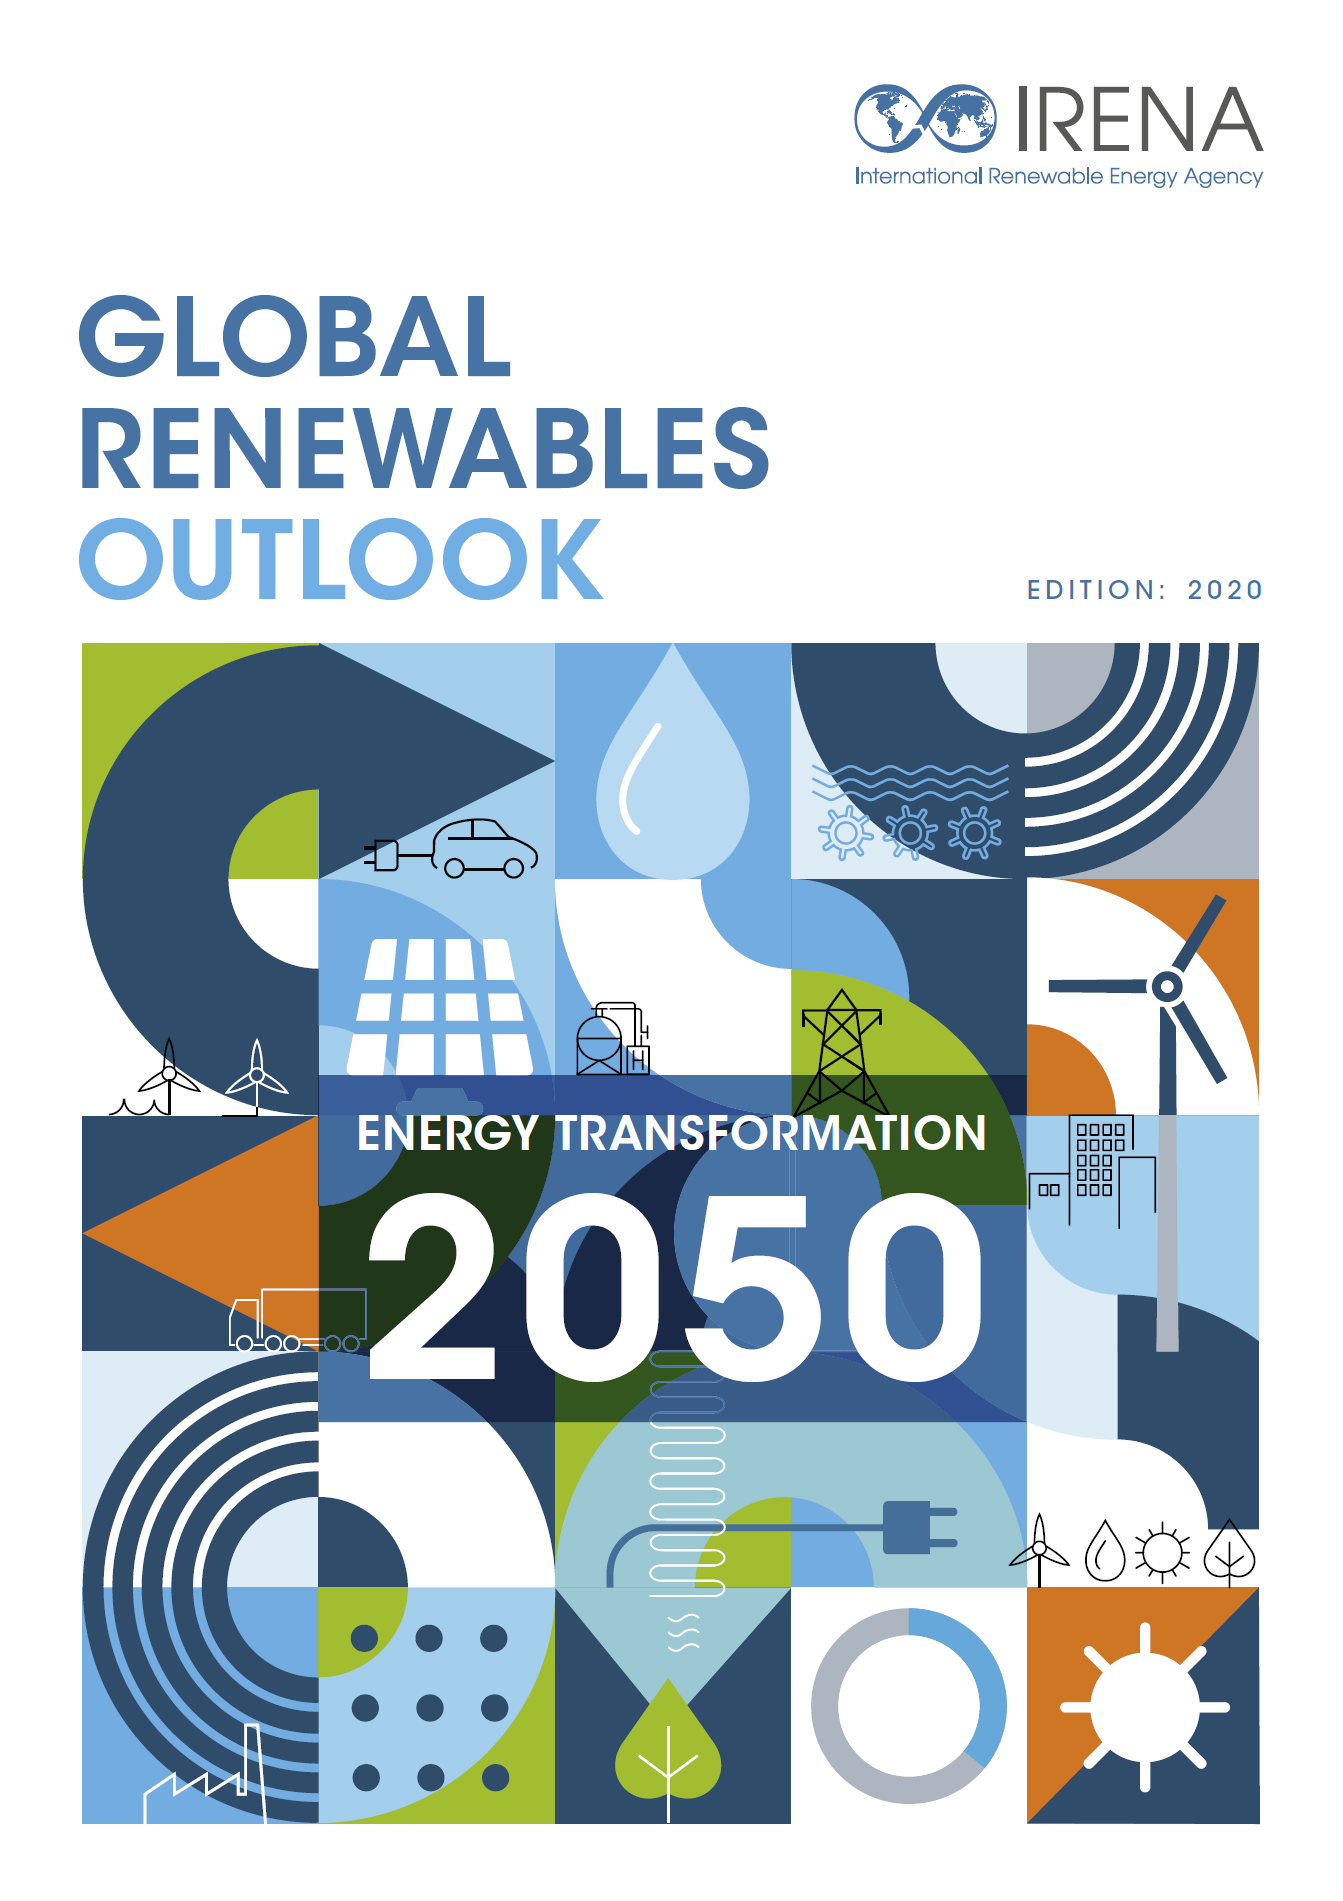 IRENA
International Renewable Energy Agency
GLOBAL
RENEWABLES
OUTLOOK
EDITION: 2020
ENERGY TRANSFORMATION
2050
H